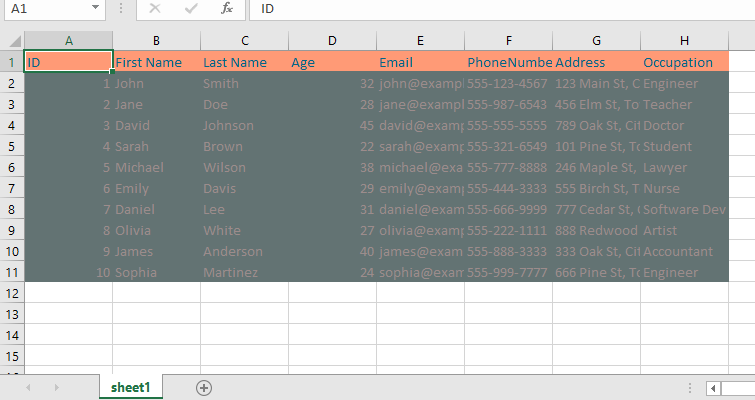 A1 fx ID
A B C D E F G H
1 ID First Name Last Name Age Email PhoneNumbe Address Occupation
2 1 John Smith 32 john@exampl 555-123-4567 123 Main St, C Engineer
3 2 Jane Doe 28 jane@exampl 555-987-6543 456 Elm St, To Teacher
4 3 David Johnson 45 david@examp 555-555-5555 789 Oak St, Cit Doctor
5 4 Sarah Brown 22 sarah@examp 555-321-6549 101 Pine St, To Student
6 5 Michael Wilson 38 michael@exa 555-777-8888 246 Maple St, Lawyer
7 6 Emily Davis 29 emily@examp 555-444-3333 555 Birch St, T Nurse
8 7 Daniel Lee 31 daniel@exam 555-666-9999 777 Cedar St, Software Dev
9 8 Olivia White 27 olivia@examp 555-222-1111 888 Redwood Artist
10 9 James Anderson 40 james@exam 555-888-3333 333 Oak St, Cit Accountant
11 10 Sophia Martinez 24 sophia@exam 555-999-7777 666 Pine St, To Engineer
12
13
14
15
sheet1